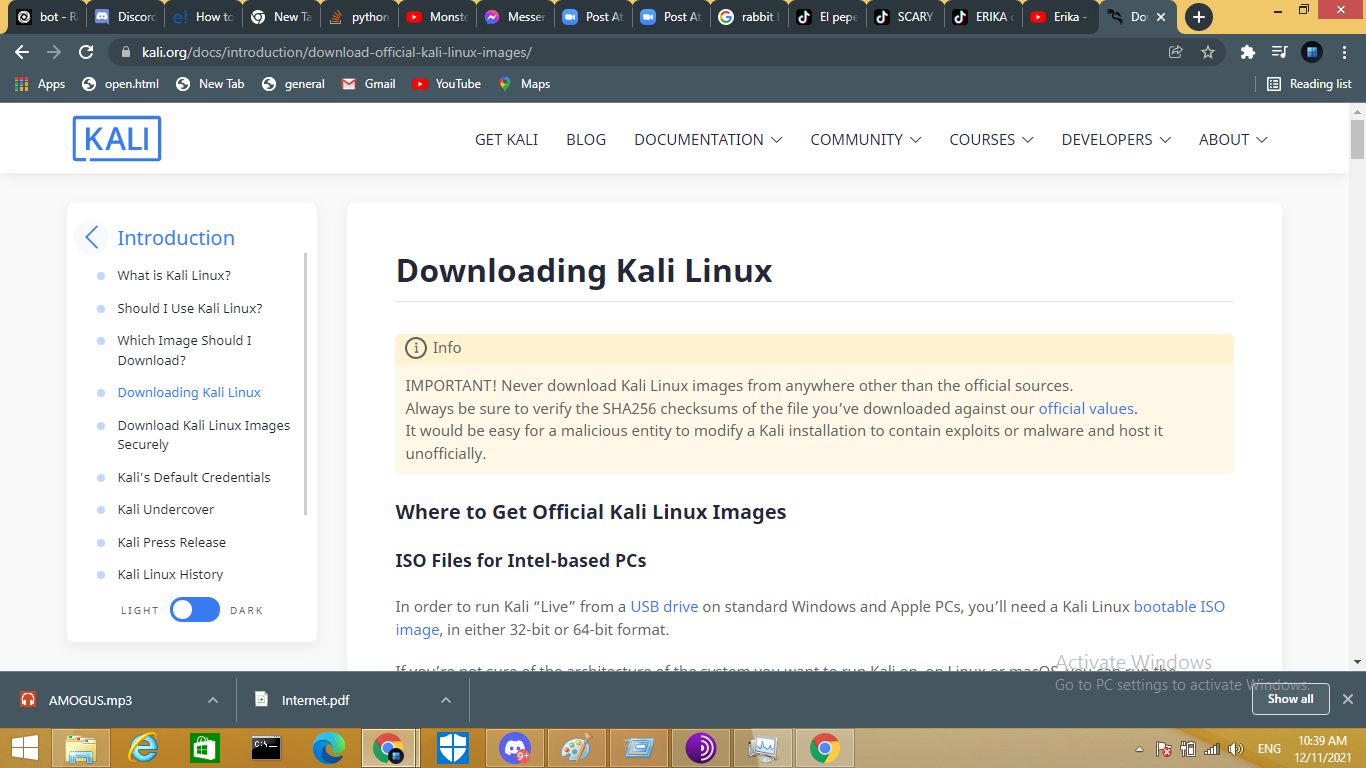 bot - R
Discord
How to
New Ta
python
Monste
Messen
Post At
Post At
rabbit h
El pepe
SCARY
ERIKA
Erika -
Do
kali.org/docs/introduction/download-official-kali-linux-images/
Apps
open.html
New Tab
general
Gmail
YouTube
Maps
Reading list
KALI
GET KALI
BLOG
DOCUMENTATION
COMMUNITY
COURSES
DEVELOPERS
ABOUT
Introduction
What is Kali Linux?
Should I Use Kali Linux?
Which Image Should I
Download?
Downloading Kali Linux
Download Kali Linux Images
Securely
Kali's Default Credentials
Kali Undercover
Kali Press Release
Kali Linux History
LIGHT DARK
Downloading Kali Linux
Info
IMPORTANT! Never download Kali Linux images from anywhere other than the official sources.
Always be sure to verify the SHA256 checksums of the file you’ve downloaded against our official values.
It would be easy for a malicious entity to modify a Kali installation to contain exploits or malware and host it
unofficially.
Where to Get Official Kali Linux Images
ISO Files for Intel-based PCs
In order to run Kali “Live” from a USB drive on standard Windows and Apple PCs, you’ll need a Kali Linux bootable ISO
image, in either 32-bit or 64-bit format.
If you’re not sure of the architecture of the system you want to run Kali on, on Linux or macOS, you can run the
Activate Windows
Go to PC settings to activate Windows.
AMOGUS.mp3
Internet.pdf
Show all
9+
ENG
10:39 AM
12/11/2021